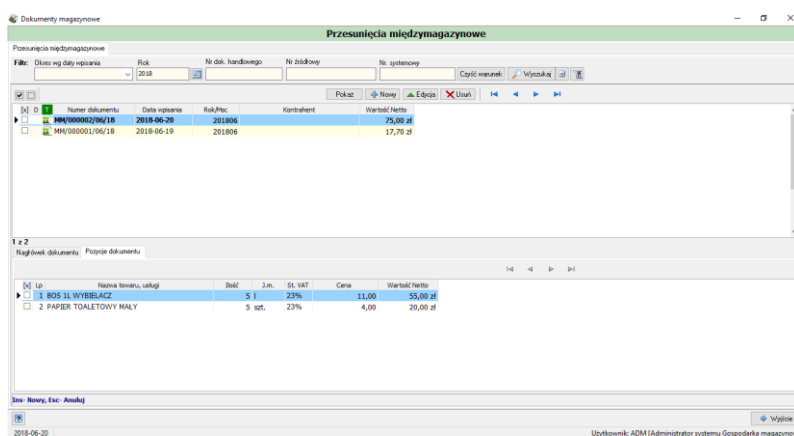 Dokumenty magazynowe
Przesunięcia międzymagazynowe
Przesunięcia międzymagazynowe
Filtr: Okres wg daty wpisania Rok Nr dok. handlowego Nr źródłowy Nr. systemowy
2018 Czyść warunek Wyszukaj
Pokaż Nowy Edycja Usuń
[x] D T Numer dokumentu Data wpisania Rok/Msc Kontrahent Wartość Netto
MM/000002/06/18 2018-06-20 201806 75,00 zł
MM/000001/06/18 2018-06-19 201806 17,70 zł
1 z 2
Nagłówek dokumentu Pozycje dokumentu
[x] Lp Nazwa towaru, usługi Ilość J.m. St. VAT Cena Wartość Netto
1 BOS 1L WYBIELACZ 5 l 23% 11,00 55,00 zł
2 PAPIER TOALETOWY MAŁY 5 szt. 23% 4,00 20,00 zł
Ins- Nowy, Esc- Anuluj
Wyjście
2018-06-20 Użytkownik: ADM (Administrator systemu Gospodarka magazynow